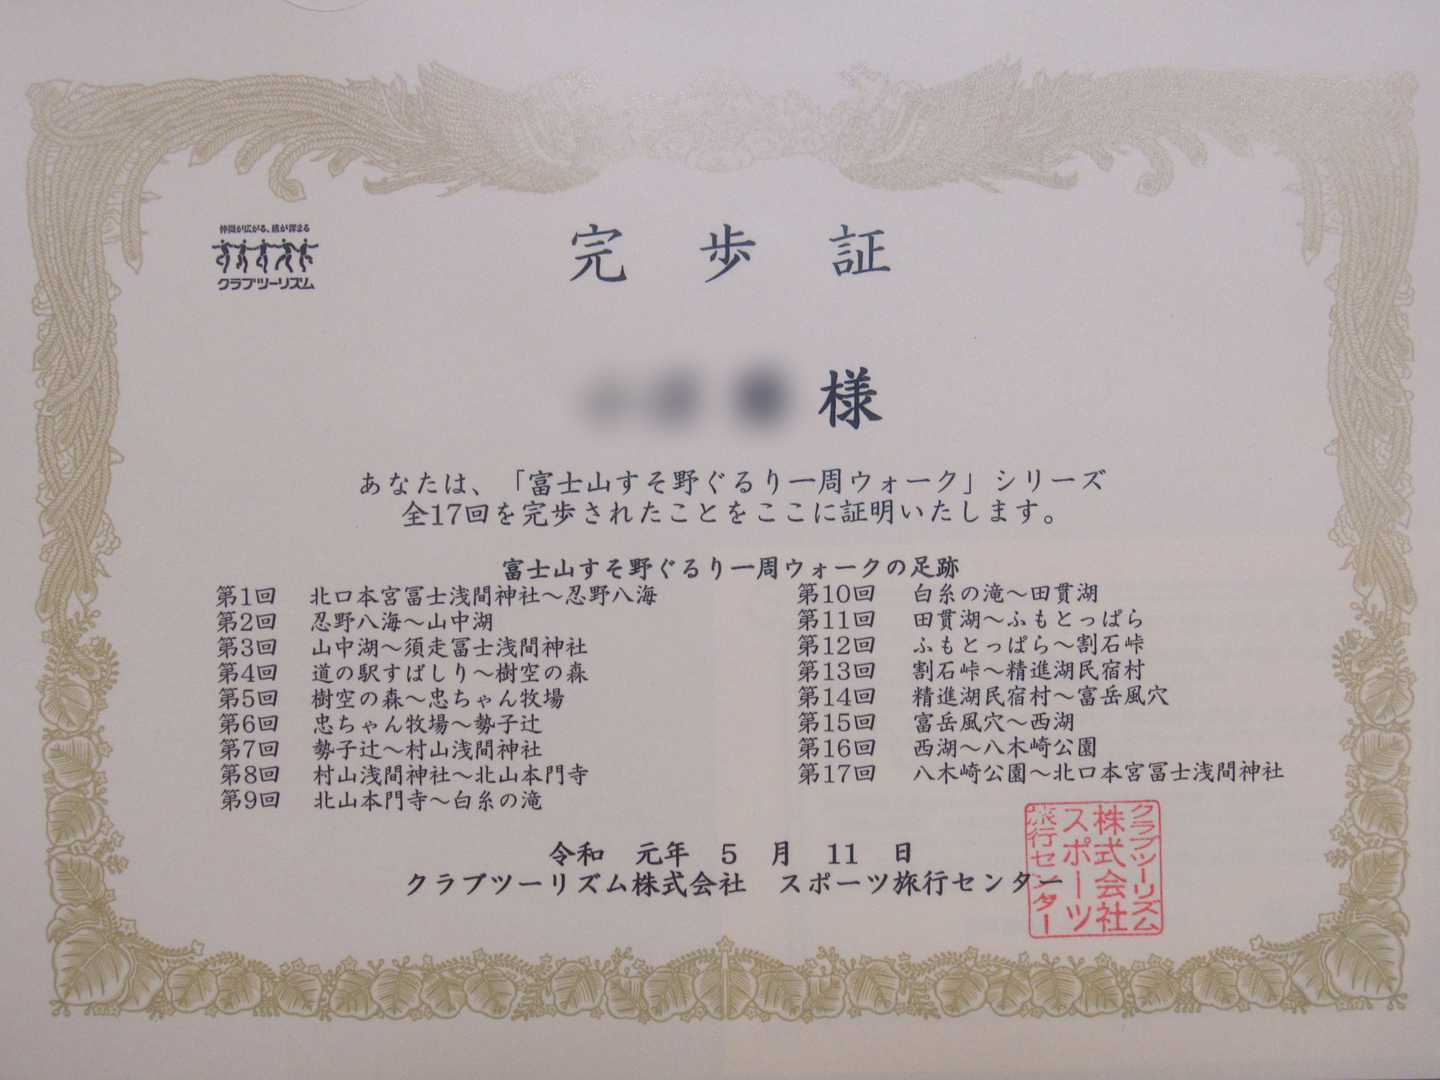 仲間が広がる、旅が深まる
クラブツーリズム
完歩証
様
あなたは、「富士山すそ野ぐるり一周ウォーク」シリーズ
全17回を完歩されたことをここに証明いたします。
富士山すそ野ぐるり一周ウォークの足跡
第1回 北口本宮冨士浅間神社～忍野八海
第2回 忍野八海～山中湖
第3回 山中湖～須走冨士浅間神社
第4回 道の駅すばしり～樹空の森
第5回 樹空の森～忠ちゃん牧場
第6回 忠ちゃん牧場～勢子辻
第7回 勢子辻～村山浅間神社
第8回 村山浅間神社～北山本門寺
第9回 北山本門寺～白糸の滝
第10回 白糸の滝～田貫湖
第11回 田貫湖～ふもとっぱら
第12回 ふもとっぱら～割石峠
第13回 割石峠～精進湖民宿村
第14回 精進湖民宿村～富岳風穴
第15回 富岳風穴～西湖
第16回 西湖～八木崎公園
第17回 八木崎公園～北口本宮冨士浅間神社
令和 元年 5 月 11 日
クラブツーリズム株式会社 スポーツ旅行センター
クラブツーリズム
株式会社
スポーツ
旅行センター